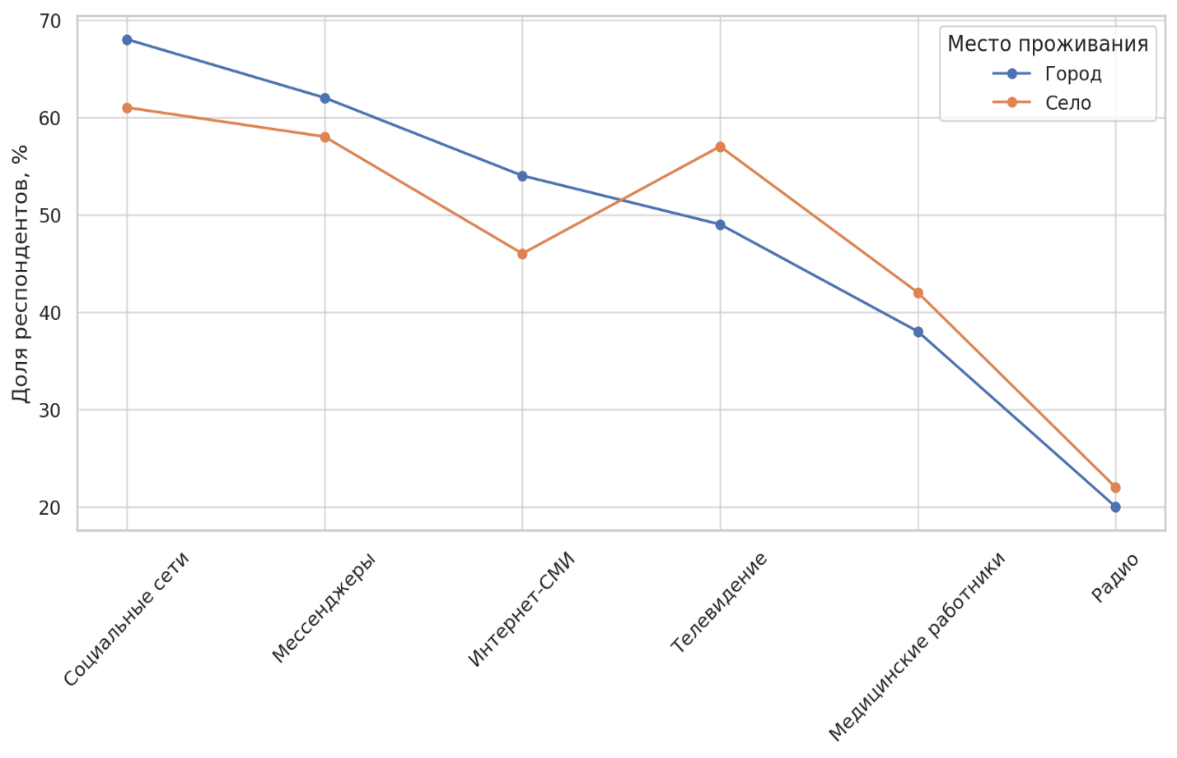 Доля респондентов, %
70
60
50
40
30
20
Место проживания
Город
Село
Социальные сети
Мессенджеры
Интернет-СМИ
Телевидение
Медицинские работники
Радио